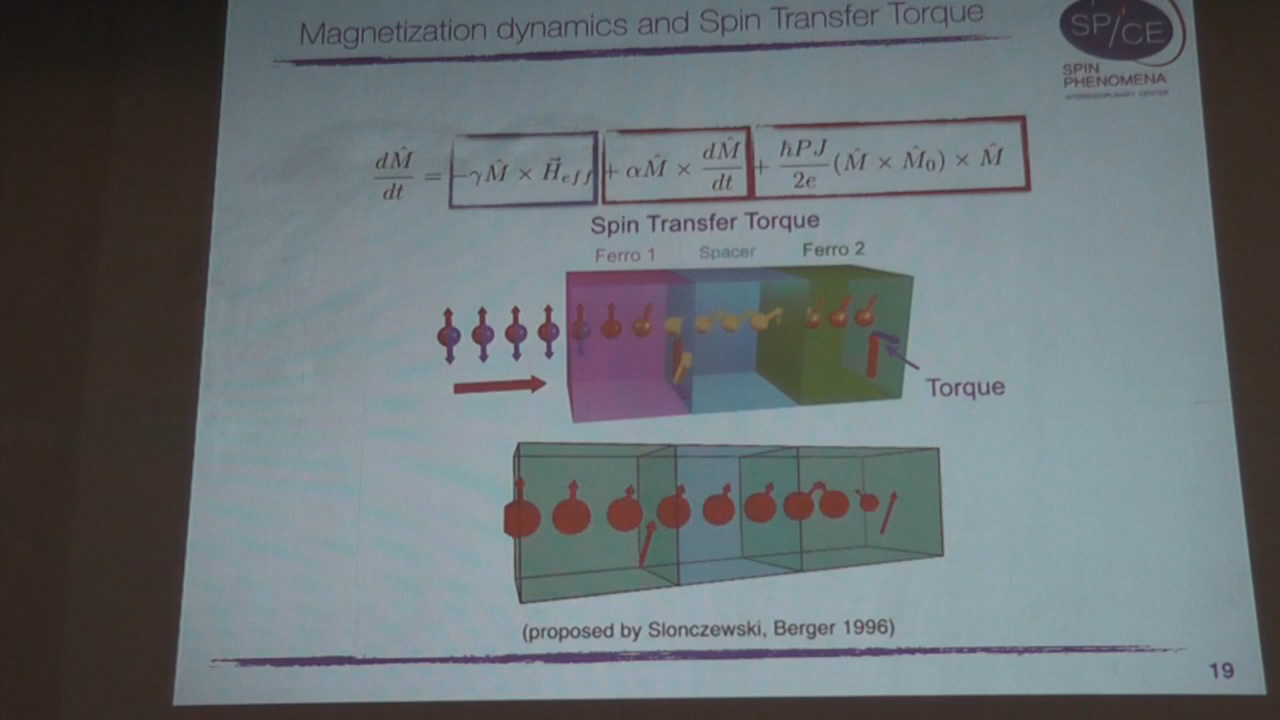 Magnetization dynamics and Spin Transfer Torque
SP/CE
SPIN
PHENOMENA
INTERDISCIPLINARY CENTER
dM̂/dt = -γM̂ × H⃗eff + αM̂ × dM̂/dt + ħPJ/2e (M̂ × M̂₀) × M̂
Spin Transfer Torque
Ferro 1 Spacer Ferro 2
Torque
(proposed by Slonczewski, Berger 1996)
19